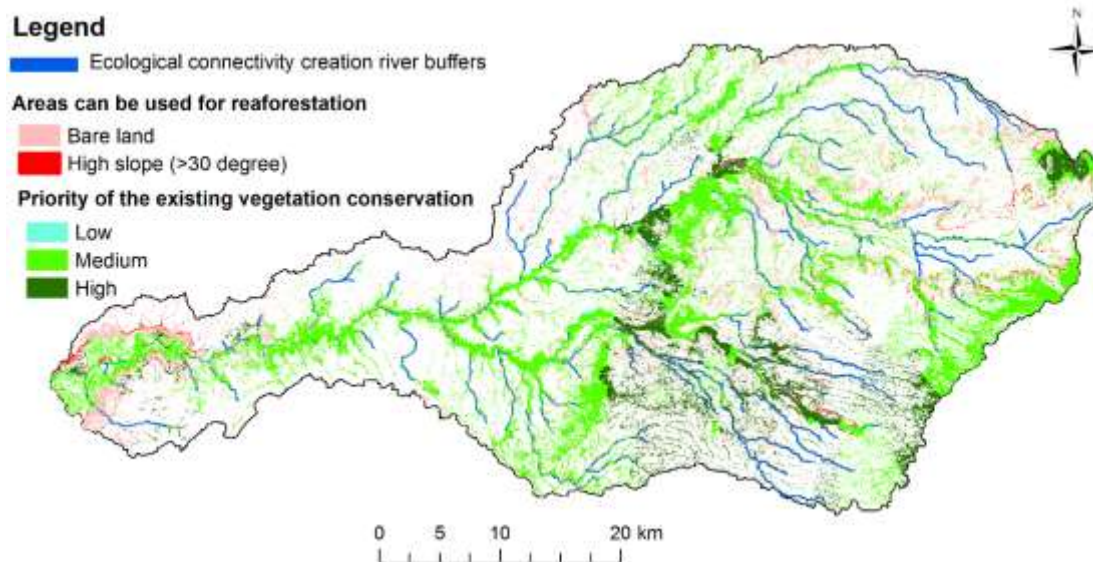 N
Legend
Ecological connectivity creation river buffers
Areas can be used for reaforestation
Bare land
High slope (>30 degree)
Priority of the existing vegetation conservation
Low
Medium
High
0 5 10 20 km